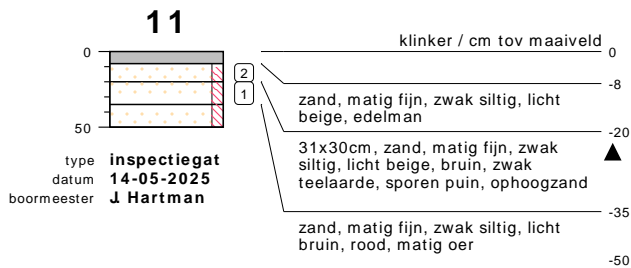 11
klinker / cm tov maaiveld
0
0
-8
2
1
zand, matig fijn, zwak siltig, licht
beige, edelman
-20
50
31x30cm, zand, matig fijn, zwak
siltig, licht beige, bruin, zwak
teelaarde, sporen puin, ophoogzand
type inspectiegat
datum 14-05-2025
boormeester J. Hartman
-35
zand, matig fijn, zwak siltig, licht
bruin, rood, matig oer
-50